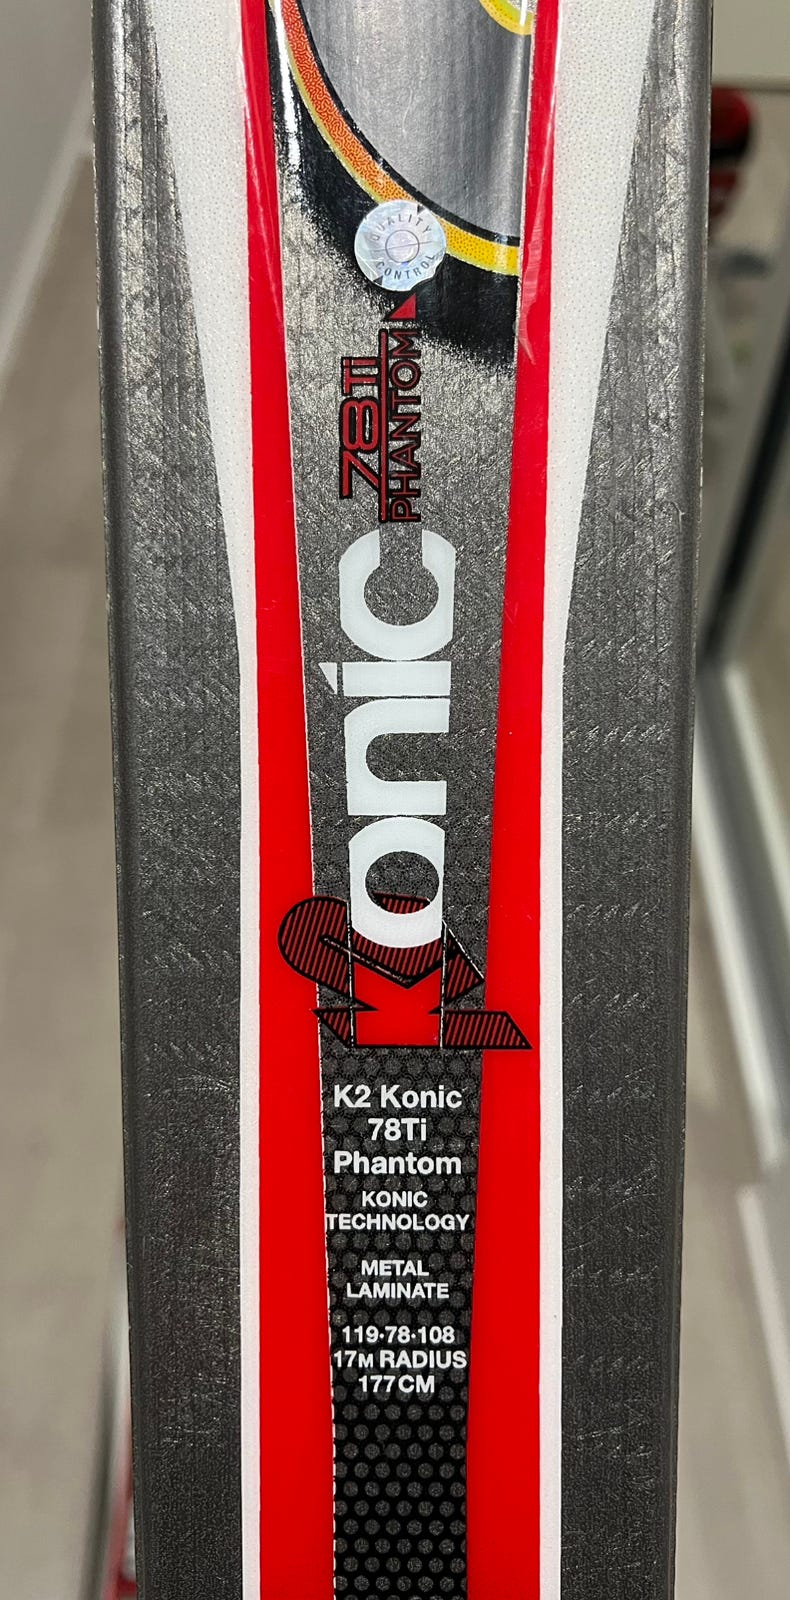 QUALITY
CONTROL
78Ti
PHANTOM
Konic
K2 Konic
78Ti
Phantom
KONIC
TECHNOLOGY
METAL
LAMINATE
119·78·108
17M RADIUS
177CM